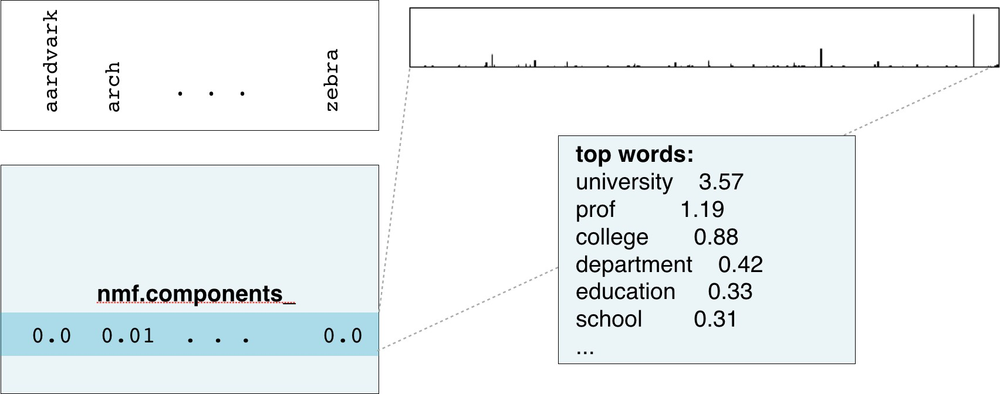 aardvark
arch
. . .
zebra
nmf.components_
0.0 0.01 . . . 0.0
top words:
university 3.57
prof 1.19
college 0.88
department 0.42
education 0.33
school 0.31
...